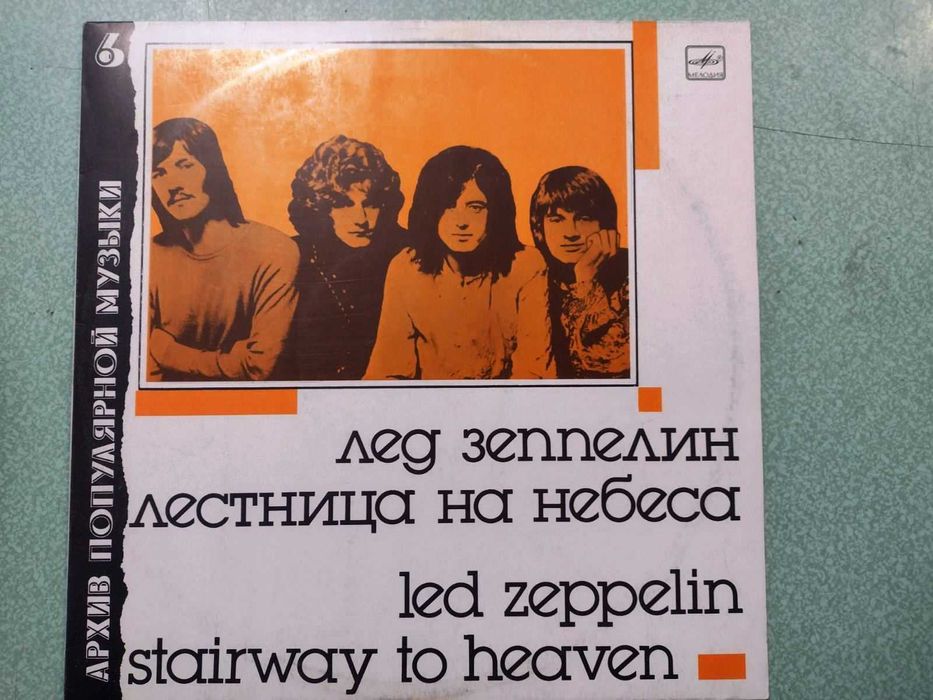 6
АРХИВ ПОПУЛЯРНОЙ МУЗЫКИ
МЕЛОДИЯ
лед зеппелин
лестница на небеса
led zeppelin
stairway to heaven